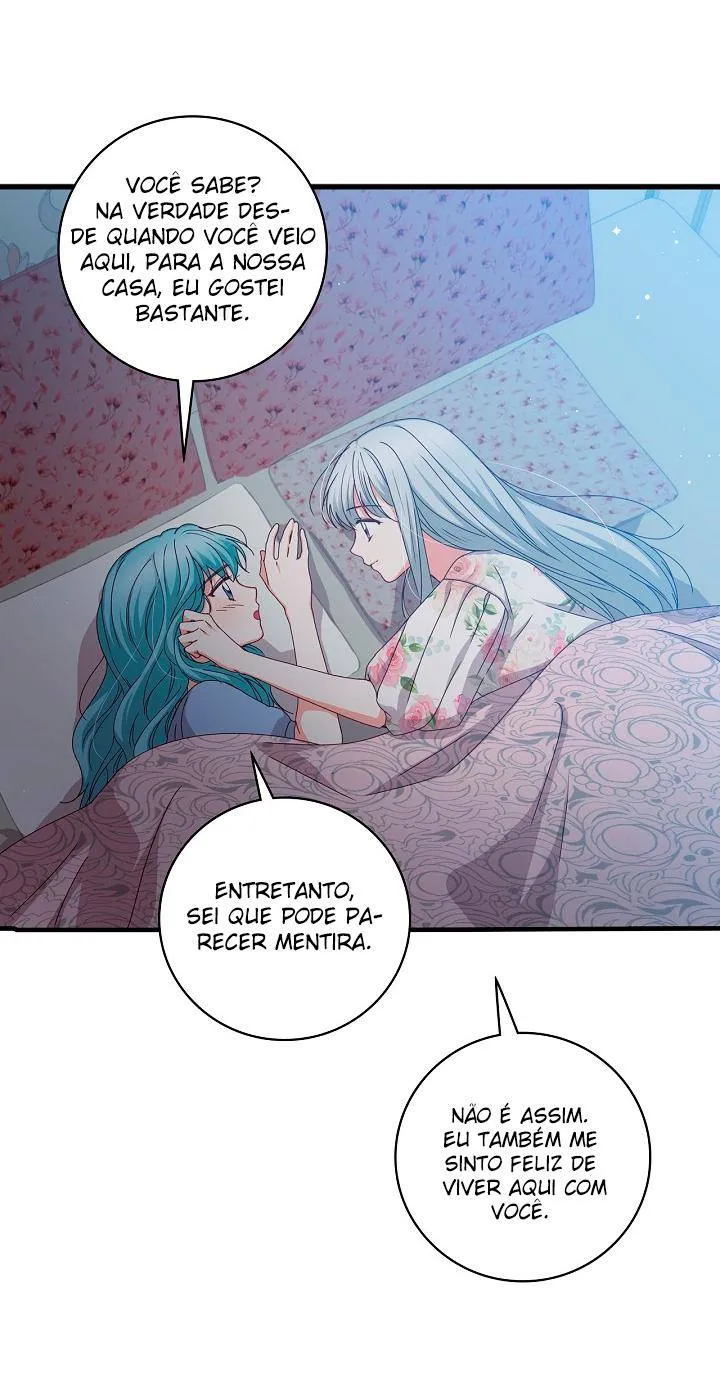 VOCÊ SABE?
NA VERDADE DES-
DE QUANDO VOCÊ VEIO
AQUI, PARA A NOSSA
CASA, EU GOSTEI
BASTANTE.
ENTRETANTO,
SEI QUE PODE PA-
RECER MENTIRA.
NÃO É ASSIM.
EU TAMBÉM ME
SINTO FELIZ DE
VIVER AQUI COM
VOCÊ.